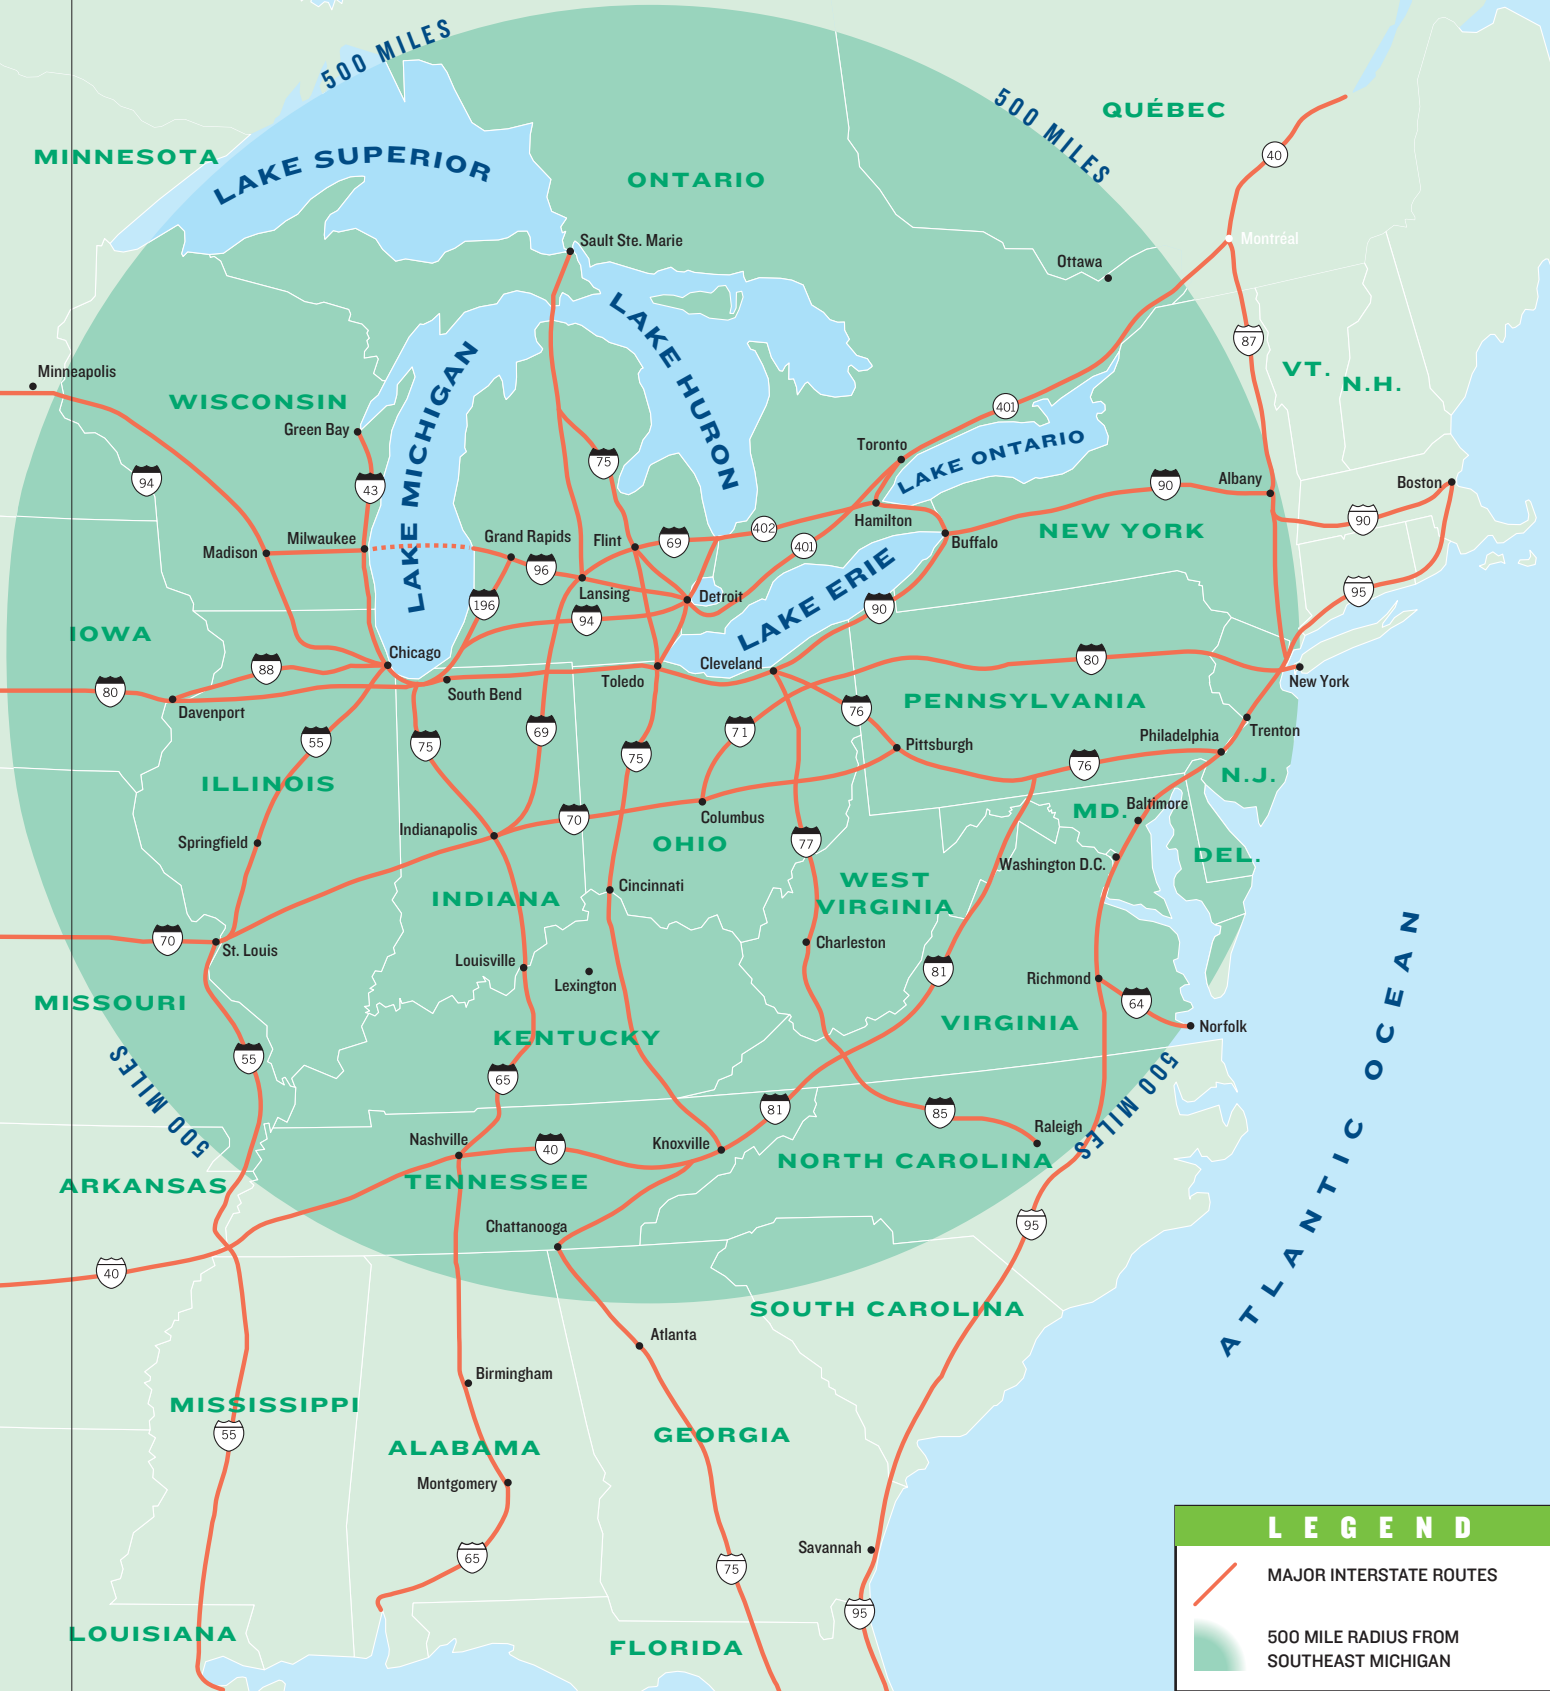 500 MILES
500 MILES
QUÉBEC
MINNESOTA
40
LAKE SUPERIOR
ONTARIO
Sault Ste. Marie
Montréal
Ottawa
LAKE HURON
87
Minneapolis
LAKE MICHIGAN
VT.
N.H.
WISCONSIN
401
Green Bay
Toronto
LAKE ONTARIO
75
94
43
90
Albany
Boston
Hamilton
90
402
NEW YORK
Milwaukee
Grand Rapids
Flint
69
401
Buffalo
Madison
96
LAKE ERIE
Lansing
Detroit
95
196
94
90
IOWA
Chicago
88
80
Cleveland
80
South Bend
Toledo
New York
Davenport
PENNSYLVANIA
76
55
75
69
75
71
Pittsburgh
Philadelphia
Trenton
76
N.J.
ILLINOIS
Baltimore
MD.
70
Columbus
Indianapolis
Springfield
OHIO
77
DEL.
Washington D.C.
WEST
VIRGINIA
Cincinnati
INDIANA
ATLANTIC OCEAN
70
St. Louis
Charleston
Louisville
81
Lexington
Richmond
MISSOURI
64
KENTUCKY
VIRGINIA
Norfolk
500 MILES
55
65
500 MILES
81
85
Raleigh
Nashville
40
Knoxville
NORTH CAROLINA
ARKANSAS
TENNESSEE
Chattanooga
95
40
SOUTH CAROLINA
Atlanta
Birmingham
MISSISSIPPI
55
GEORGIA
ALABAMA
Montgomery
Savannah
65
75
95
LOUISIANA
FLORIDA
LEGEND
MAJOR INTERSTATE ROUTES
500 MILE RADIUS FROM
SOUTHEAST MICHIGAN